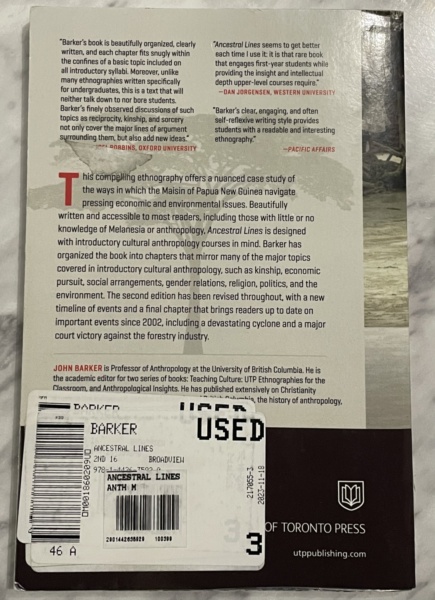 "Barker's book is beautifully organized, clearly
written, and each chapter fits snugly within
the confines of a basic topic included on
all introductory syllabi. Moreover, unlike
many ethnographies written specifically
for undergraduates, this is a text that will
neither talk down to nor bore students.
Barker's finely observed discussions of such
topics as reciprocity, kinship, and sorcery
not only cover the major lines of argument
surrounding them, but also add new ideas."
ROBBINS, OXFORD UNIVERSITY
"Ancestral Lines seems to get better
each time I use it: it is that rare book
that engages first-year students while
providing the insight and intellectual
depth upper-level courses require."
—DAN JORGENSEN, WESTERN UNIVERSITY
"Barker's clear, engaging, and often
self-reflexive writing style provides
students with a readable and interesting
ethnography."
—PACIFIC AFFAIRS
This compelling ethnography offers a nuanced case study of
the ways in which the Maisin of Papua New Guinea navigate
pressing economic and environmental issues. Beautifully
written and accessible to most readers, including those with little or no
knowledge of Melanesia or anthropology, Ancestral Lines is designed
with introductory cultural anthropology courses in mind. Barker has
organized the book into chapters that mirror many of the major topics
covered in introductory cultural anthropology, such as kinship, economic
pursuit, social arrangements, gender relations, religion, politics, and the
environment. The second edition has been revised throughout, with a new
timeline of events and a final chapter that brings readers up to date on
important events since 2002, including a devastating cyclone and a major
court victory against the forestry industry.
JOHN BARKER is Professor of Anthropology at the University of British Columbia. He is
the academic editor for two series of books: Teaching Culture: UTP Ethnographies for the
Classroom, and Anthropological Insights. He has published extensively on Christianity
the history of anthropology,
BARKER USED
BARKER USED
ANCESTRAL LINES
2ND 16 BROADVIEW
ANCESTRAL LINES
ANTH M
217055-3
2023-11-18
3
46 A
OF TORONTO PRESS
utppublishing.com